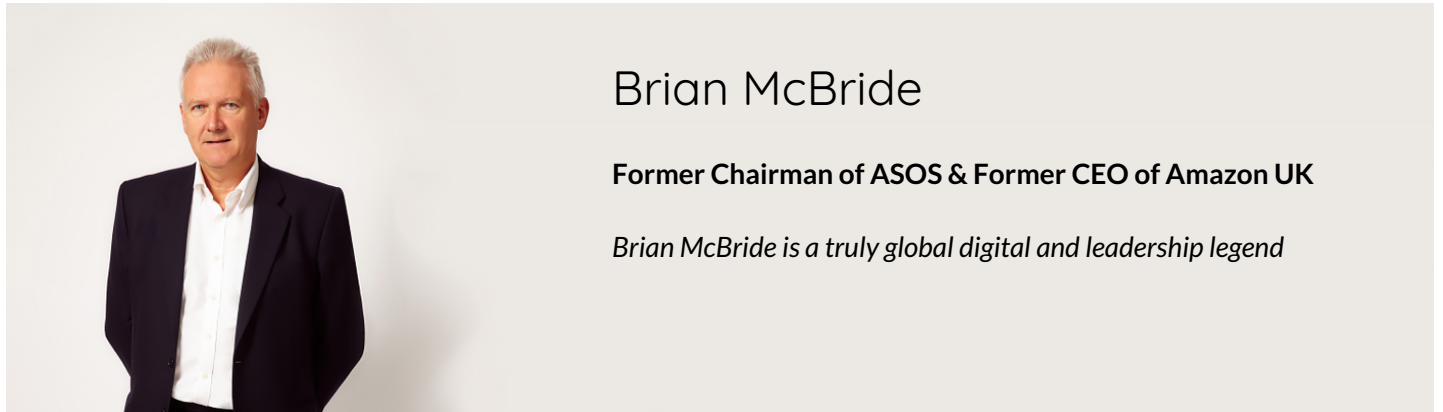 Brian McBride
Former Chairman of ASOS & Former CEO of Amazon UK
Brian McBride is a truly global digital and leadership legend